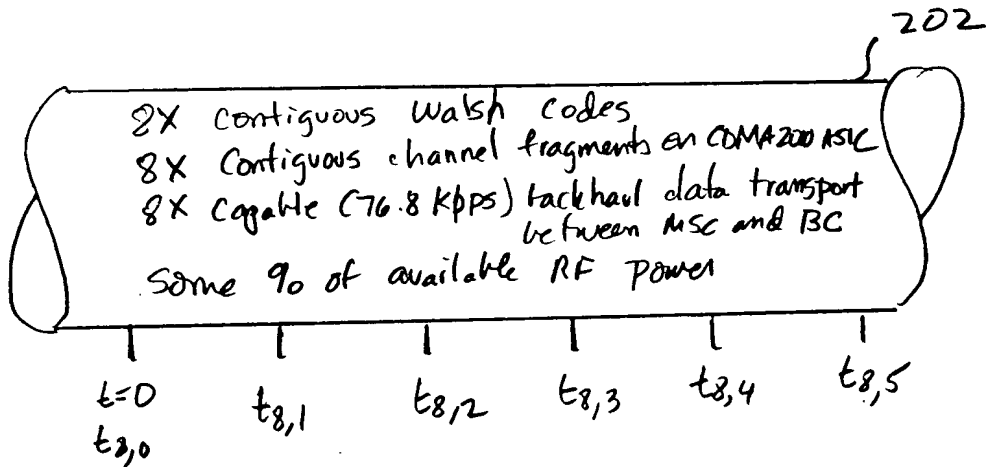 202
8X contiguous Walsh Codes
8X Contiguous channel fragments on CDMA200 ASIC
8X Capable (76.8 Kbps) backhaul data transport
between MSC and BC
Some % of available RF Power
t=0 t8,1 t8,2 t8,3 t8,4 t8,5
t8,0